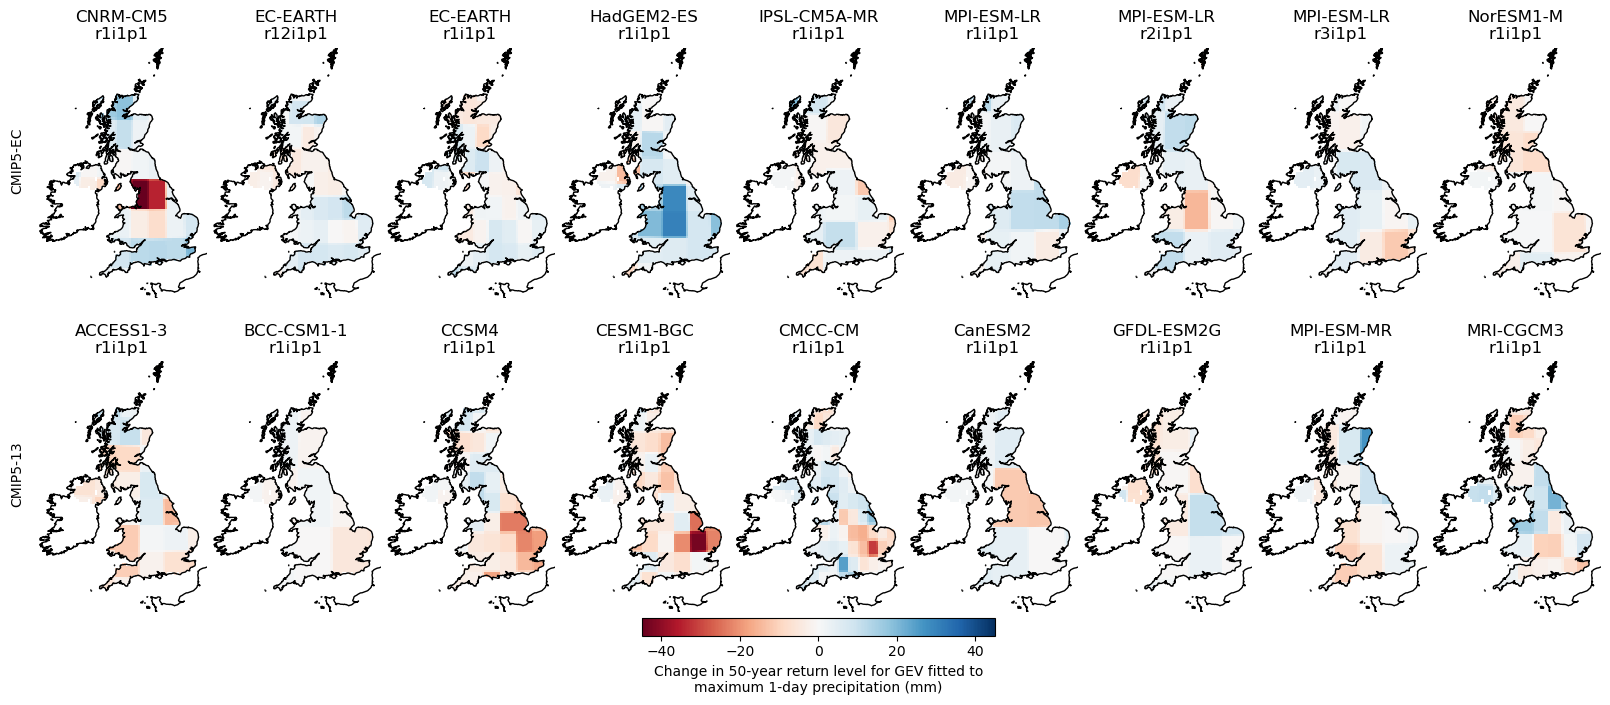 CNRM-CM5
r1i1p1
EC-EARTH
r12i1p1
EC-EARTH
r1i1p1
HadGEM2-ES
r1i1p1
IPSL-CM5A-MR
r1i1p1
MPI-ESM-LR
r1i1p1
MPI-ESM-LR
r2i1p1
MPI-ESM-LR
r3i1p1
NorESM1-M
r1i1p1
CMIP5-EC
ACCESS1-3
r1i1p1
BCC-CSM1-1
r1i1p1
CCSM4
r1i1p1
CESM1-BGC
r1i1p1
CMCC-CM
r1i1p1
CanESM2
r1i1p1
GFDL-ESM2G
r1i1p1
MPI-ESM-MR
r1i1p1
MRI-CGCM3
r1i1p1
CMIP5-13
−40 −20 0 20 40
Change in 50-year return level for GEV fitted to
maximum 1-day precipitation (mm)